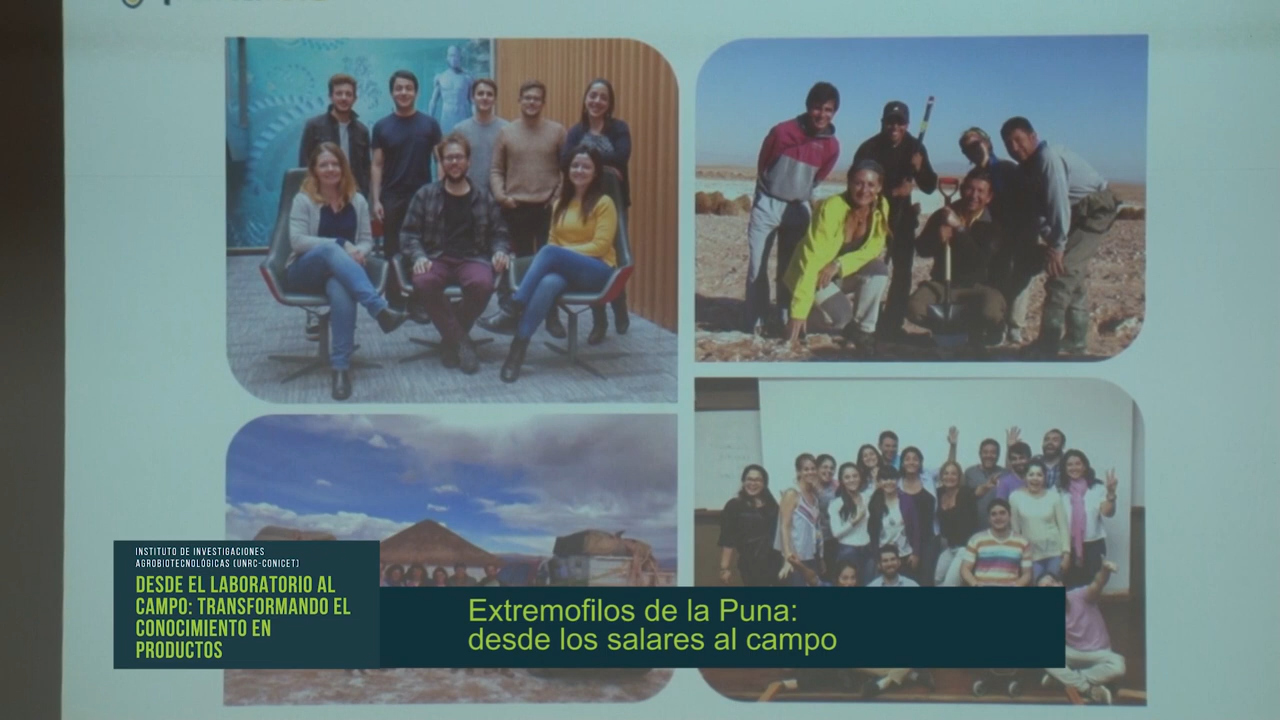 INSTITUTO DE INVESTIGACIONES
AGROBIOTECNOLÓGICAS (UNRC-CONICET)
DESDE EL LABORATORIO AL
CAMPO: TRANSFORMANDO EL
CONOCIMIENTO EN
PRODUCTOS
Extremofilos de la Puna:
desde los salares al campo